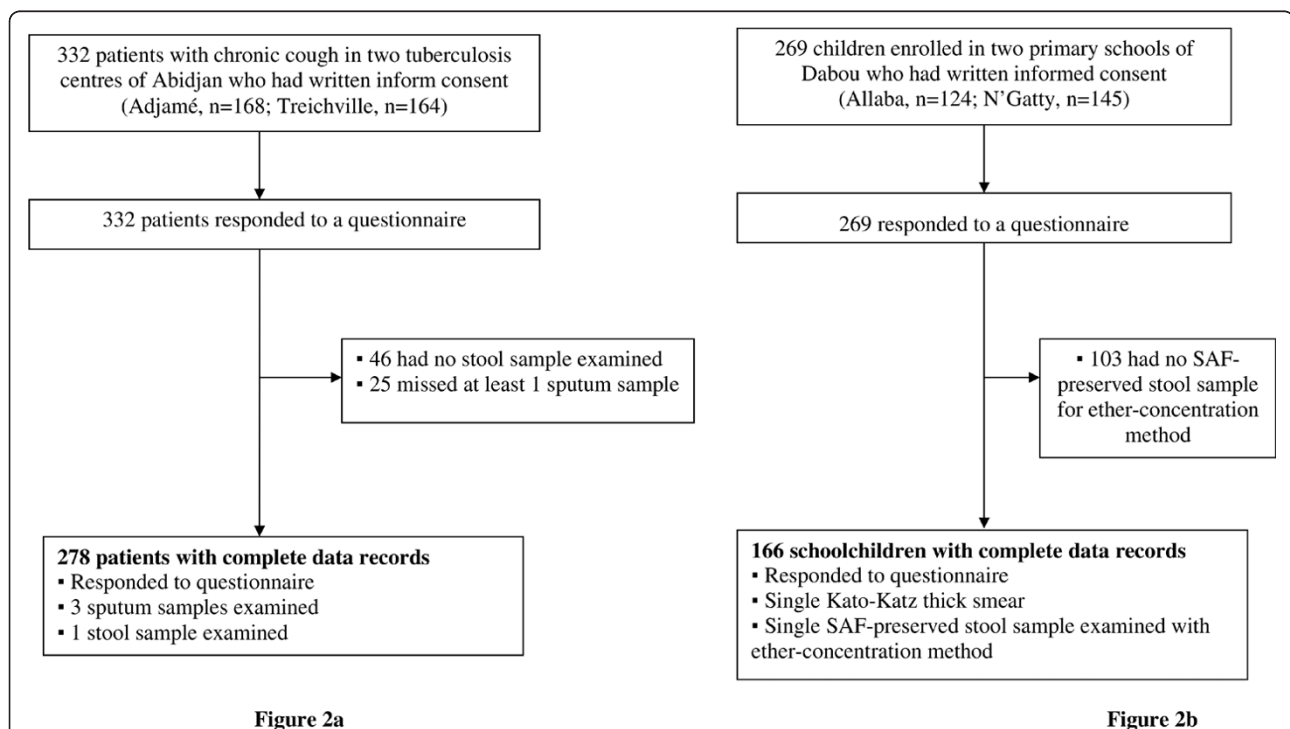 332 patients with chronic cough in two tuberculosis
centres of Abidjan who had written inform consent
(Adjamé, n=168; Treichville, n=164)
332 patients responded to a questionnaire
▪ 46 had no stool sample examined
▪ 25 missed at least 1 sputum sample
278 patients with complete data records
▪ Responded to questionnaire
▪ 3 sputum samples examined
▪ 1 stool sample examined
Figure 2a
269 children enrolled in two primary schools of
Dabou who had written informed consent
(Allaba, n=124; N’Gatty, n=145)
269 responded to a questionnaire
▪ 103 had no SAF-
preserved stool sample
for ether-concentration
method
166 schoolchildren with complete data records
▪ Responded to questionnaire
▪ Single Kato-Katz thick smear
▪ Single SAF-preserved stool sample examined with
ether-concentration method
Figure 2b